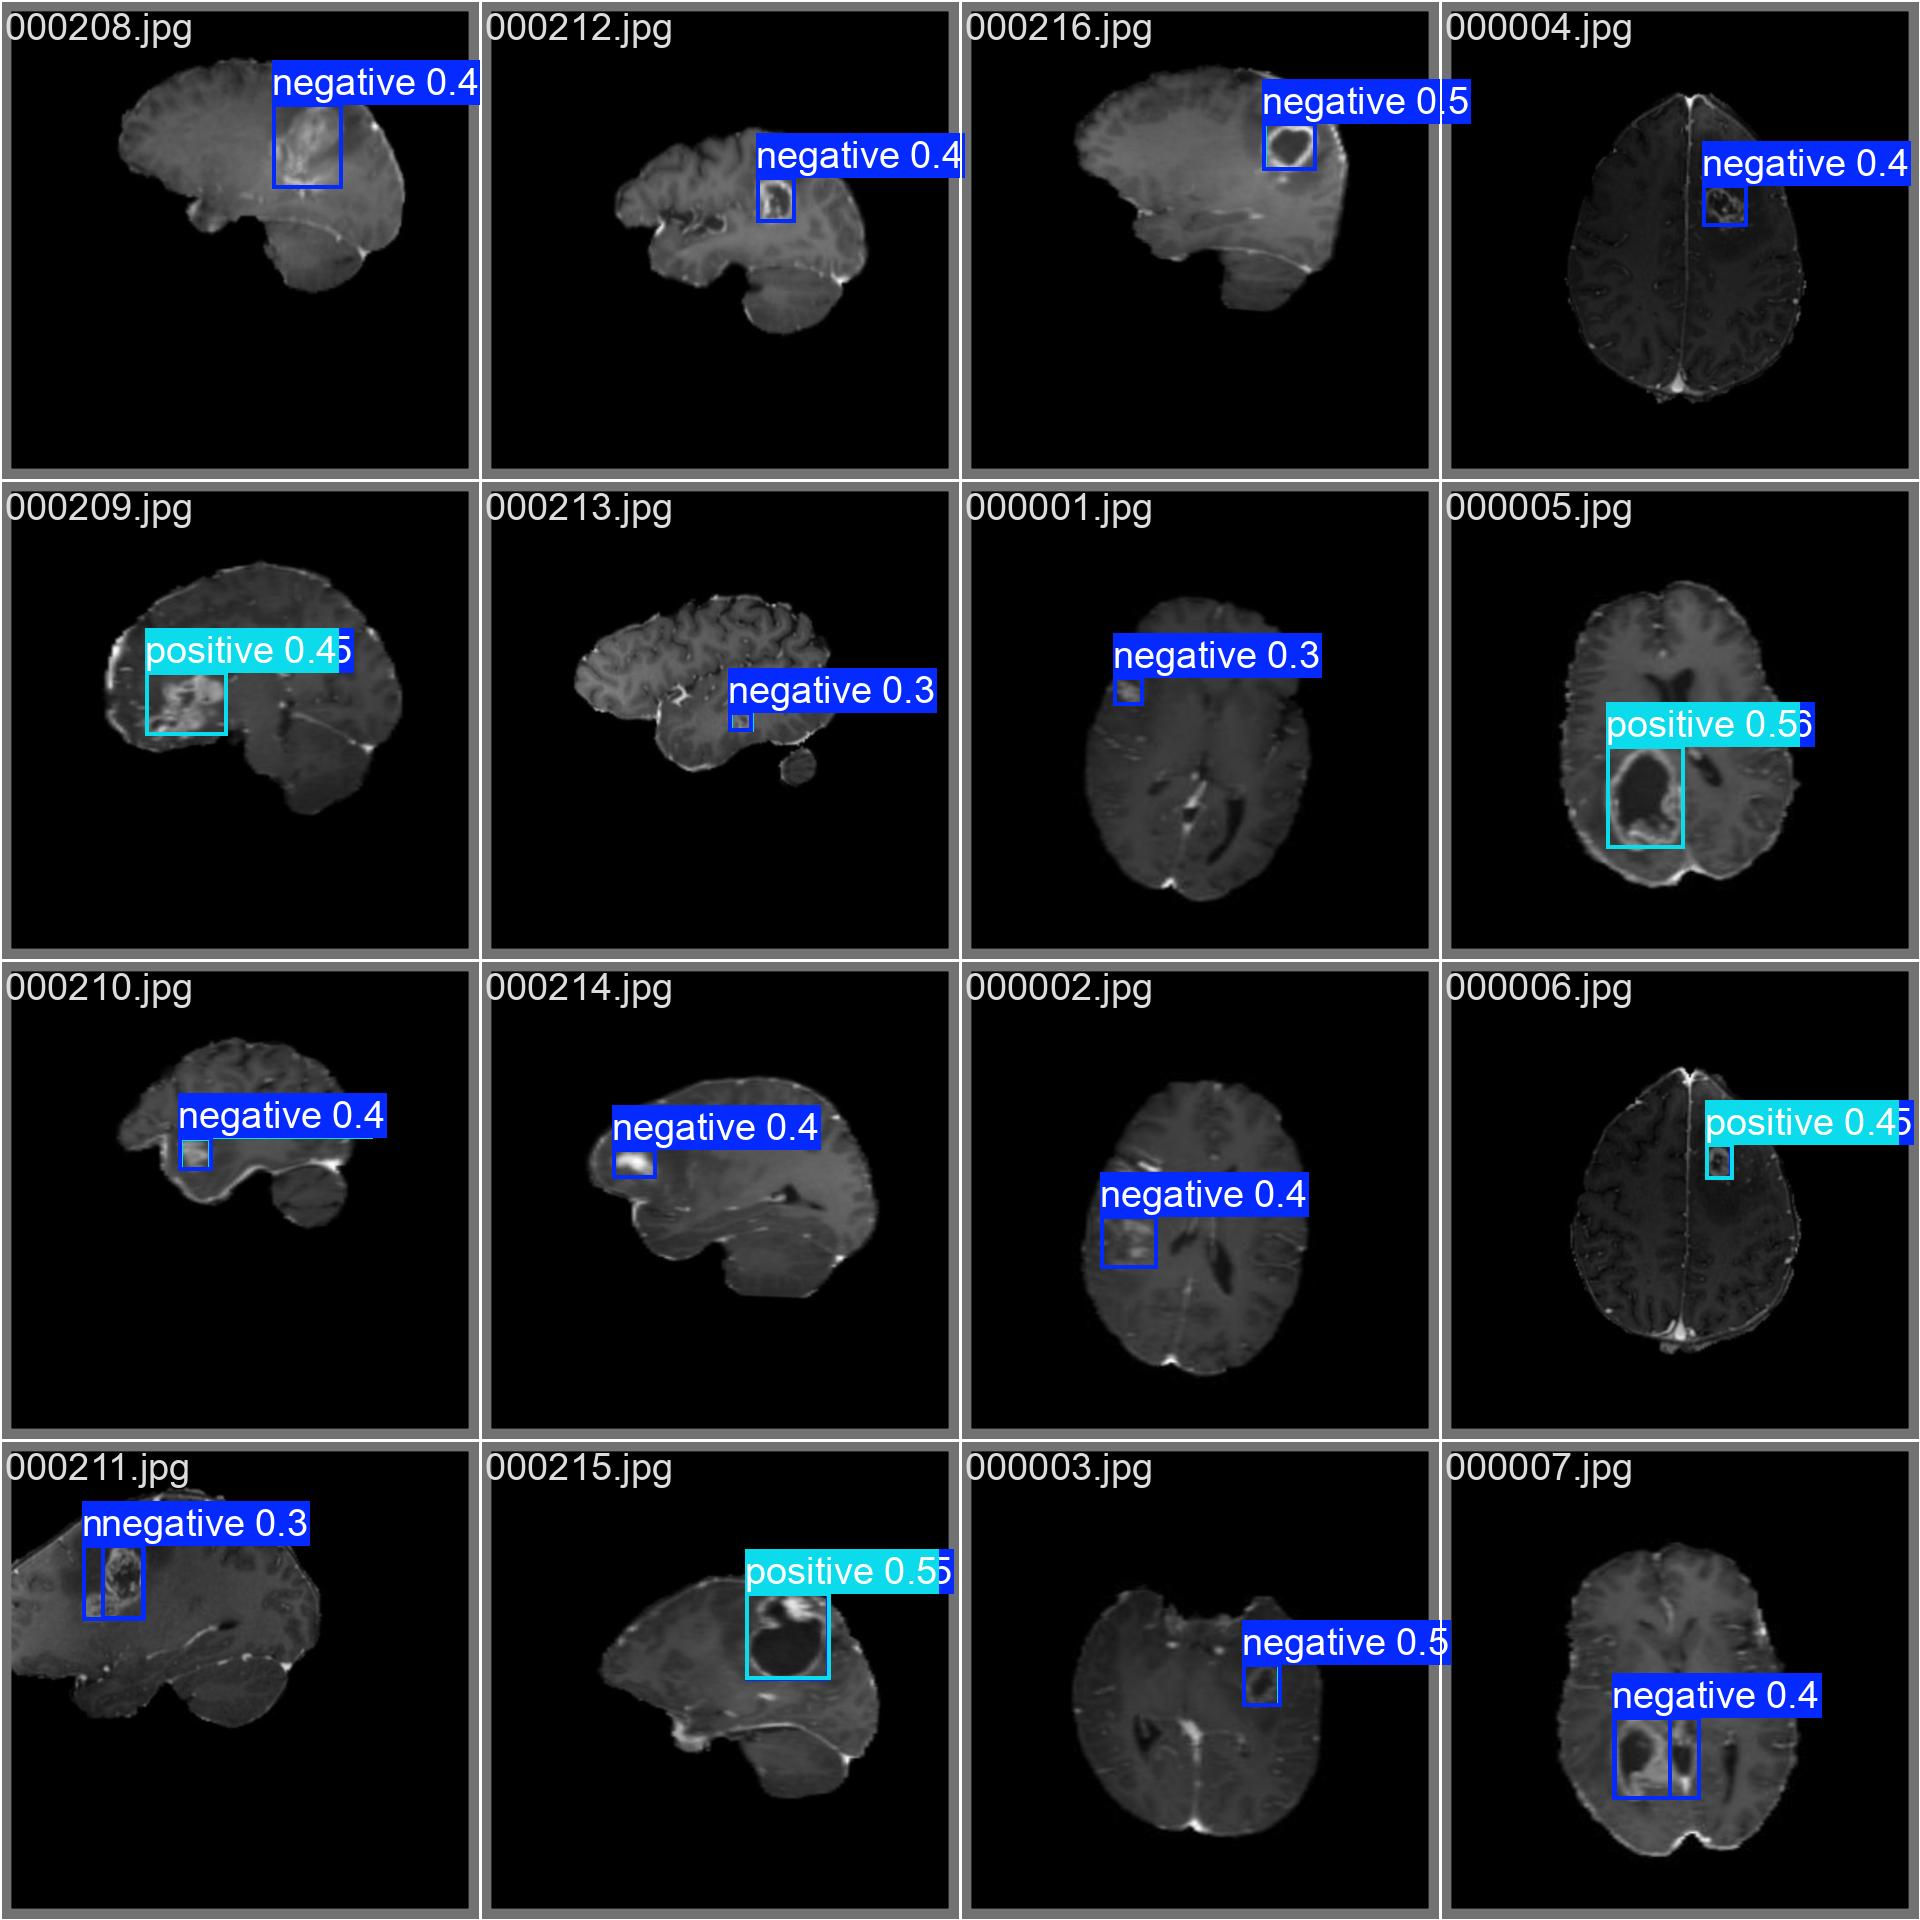 000208.jpg
negative 0.4
000212.jpg
negative 0.4
000216.jpg
negative 0.5
000004.jpg
negative 0.4
000209.jpg
positive 0.45
000213.jpg
negative 0.3
000001.jpg
negative 0.3
000005.jpg
positive 0.56
000210.jpg
negative 0.4
000214.jpg
negative 0.4
000002.jpg
negative 0.4
000006.jpg
positive 0.45
000211.jpg
nnegative 0.3
000215.jpg
positive 0.55
000003.jpg
negative 0.5
000007.jpg
negative 0.4